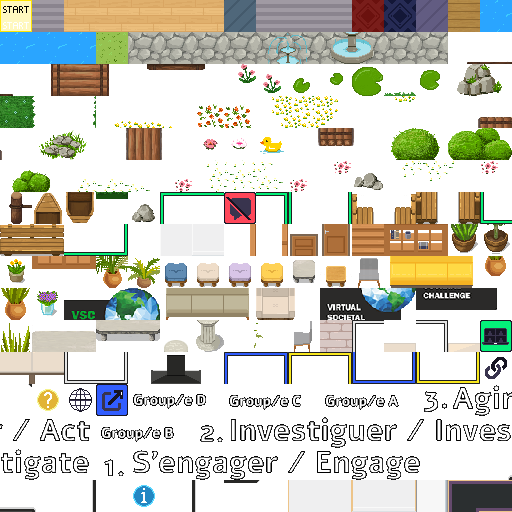 START
START
VSC
VIRTUAL
SOCIETAL
CHALLENGE
Group/e D
Group/e C
Group/e A
3. Agir
r / Act
Group/e B
2. Investiguer / Inves
tigate
1. S'engager / Engage